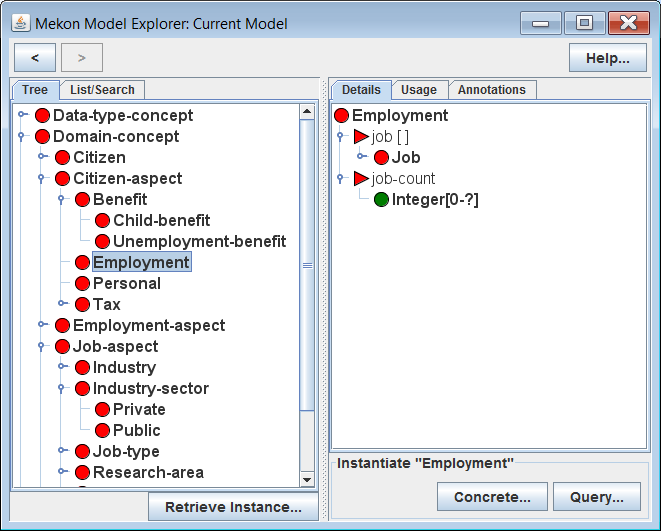 Mekon Model Explorer: Current Model
< > Help...
Tree List/Search
Data-type-concept
Domain-concept
Citizen
Citizen-aspect
Benefit
Child-benefit
Unemployment-benefit
Employment
Personal
Tax
Employment-aspect
Job-aspect
Industry
Industry-sector
Private
Public
Job-type
Research-area
Retrieve Instance...
Details Usage Annotations
Employment
job [ ]
Job
job-count
Integer[0-?]
Instantiate "Employment"
Concrete... Query...